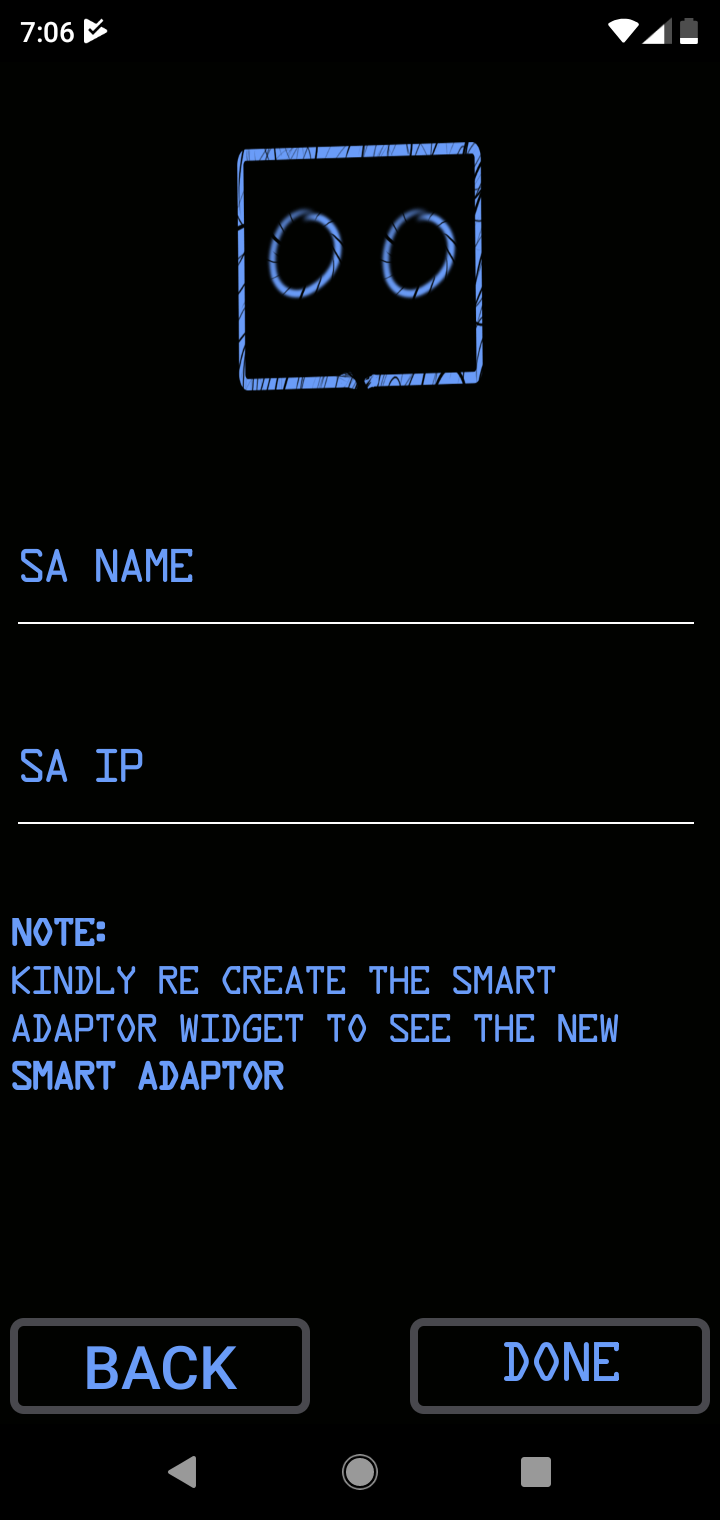 7:06
SA NAME
SA IP
NOTE:
KINDLY RE CREATE THE SMART
ADAPTOR WIDGET TO SEE THE NEW
SMART ADAPTOR
BACK
DONE